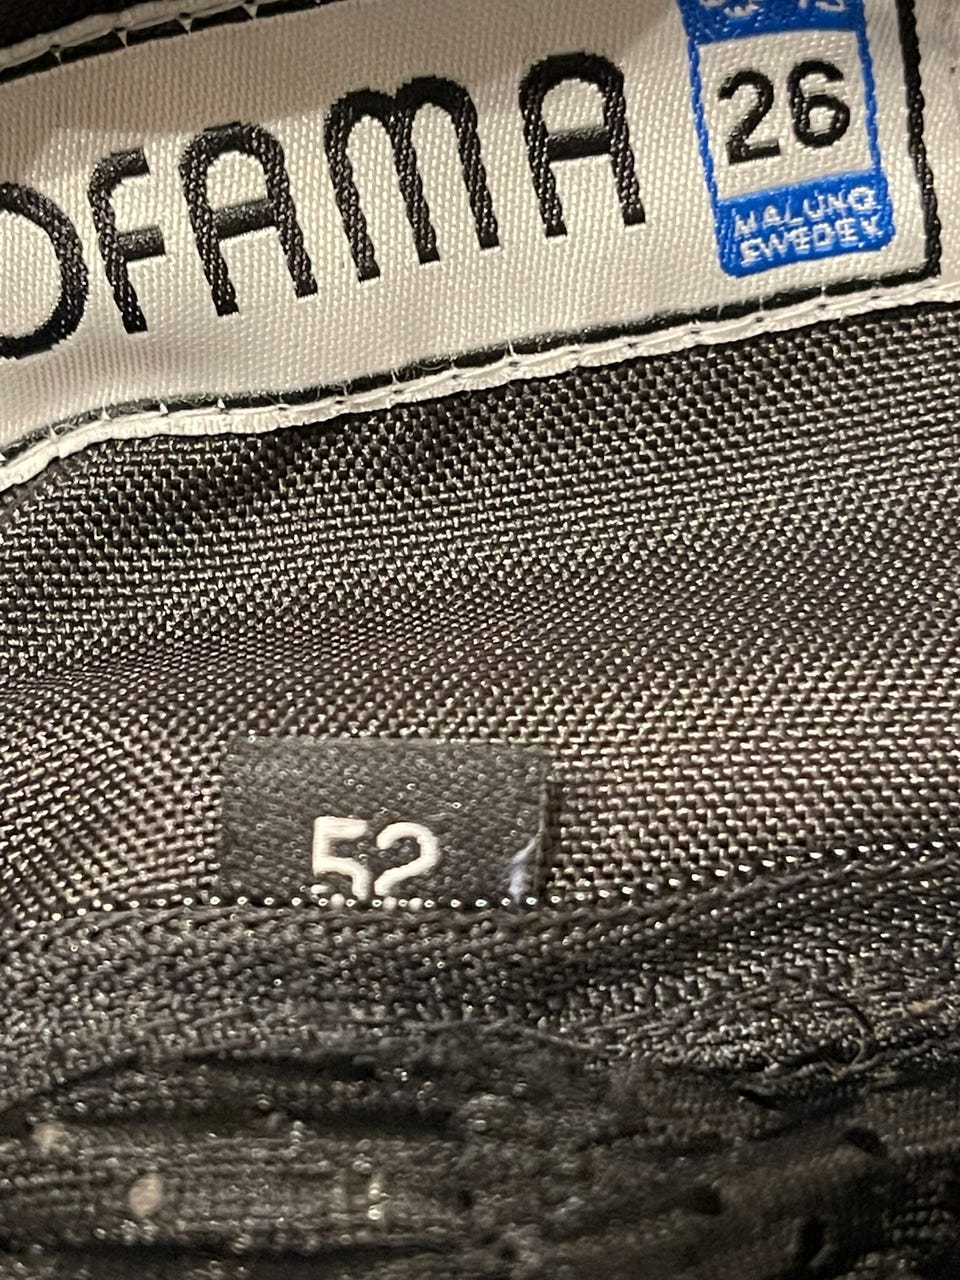 OFAMA
26
MALUNG
SWEDEN
52